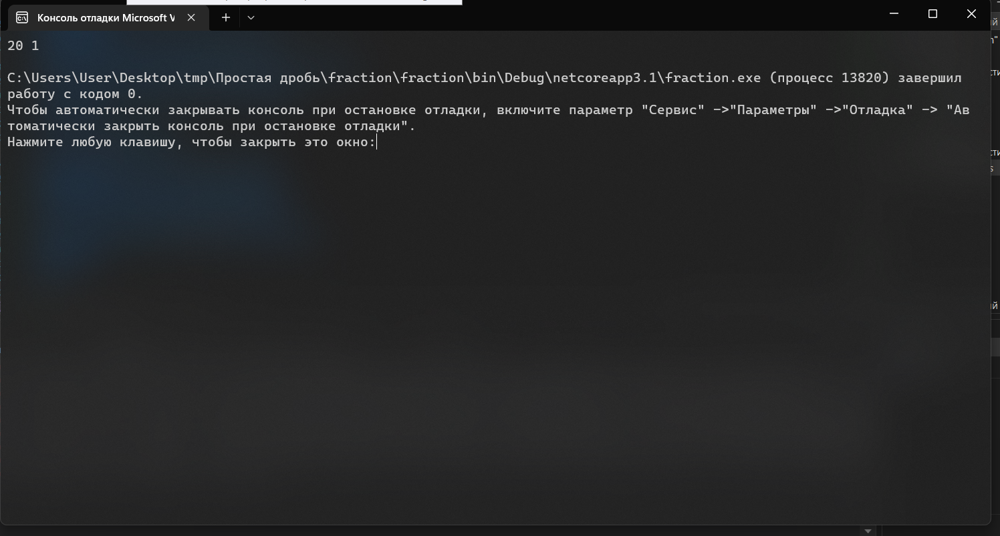 Консоль отладки Microsoft V
20 1
C:\Users\User\Desktop\tmp\Простая дробь\fraction\fraction\bin\Debug\netcoreapp3.1\fraction.exe (процесс 13820) завершил
работу с кодом 0.
Чтобы автоматически закрывать консоль при остановке отладки, включите параметр "Сервис" ->"Параметры" ->"Отладка" -> "Ав
томатически закрыть консоль при остановке отладки".
Нажмите любую клавишу, чтобы закрыть это окно: